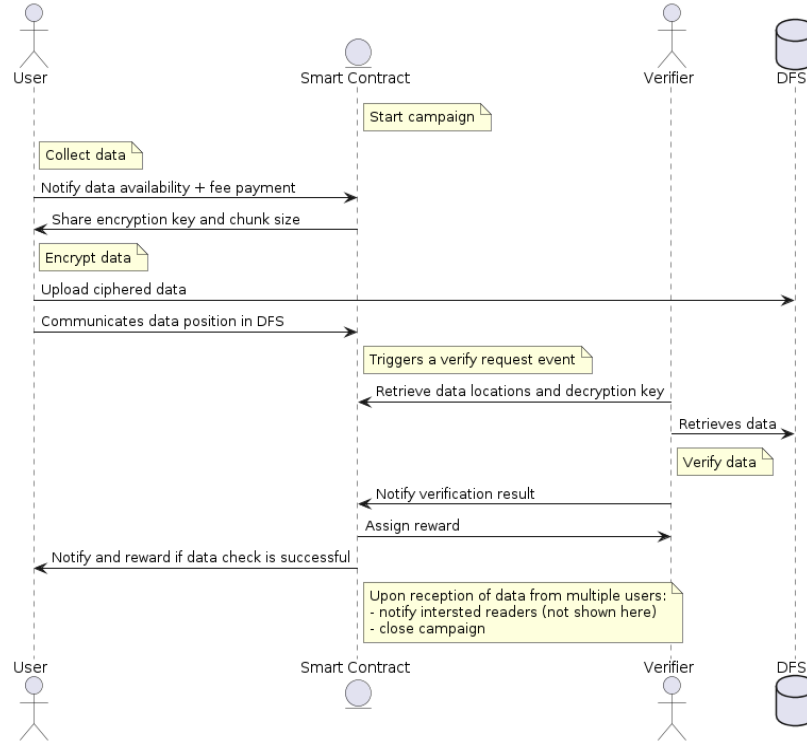 User
Smart Contract
Verifier
DFS
Start campaign
Collect data
Notify data availability + fee payment
Share encryption key and chunk size
Encrypt data
Upload ciphered data
Communicates data position in DFS
Triggers a verify request event
Retrieve data locations and decryption key
Retrieves data
Verify data
Notify verification result
Assign reward
Notify and reward if data check is successful
Upon reception of data from multiple users:
- notify intersted readers (not shown here)
- close campaign
User
Smart Contract
Verifier
DFS